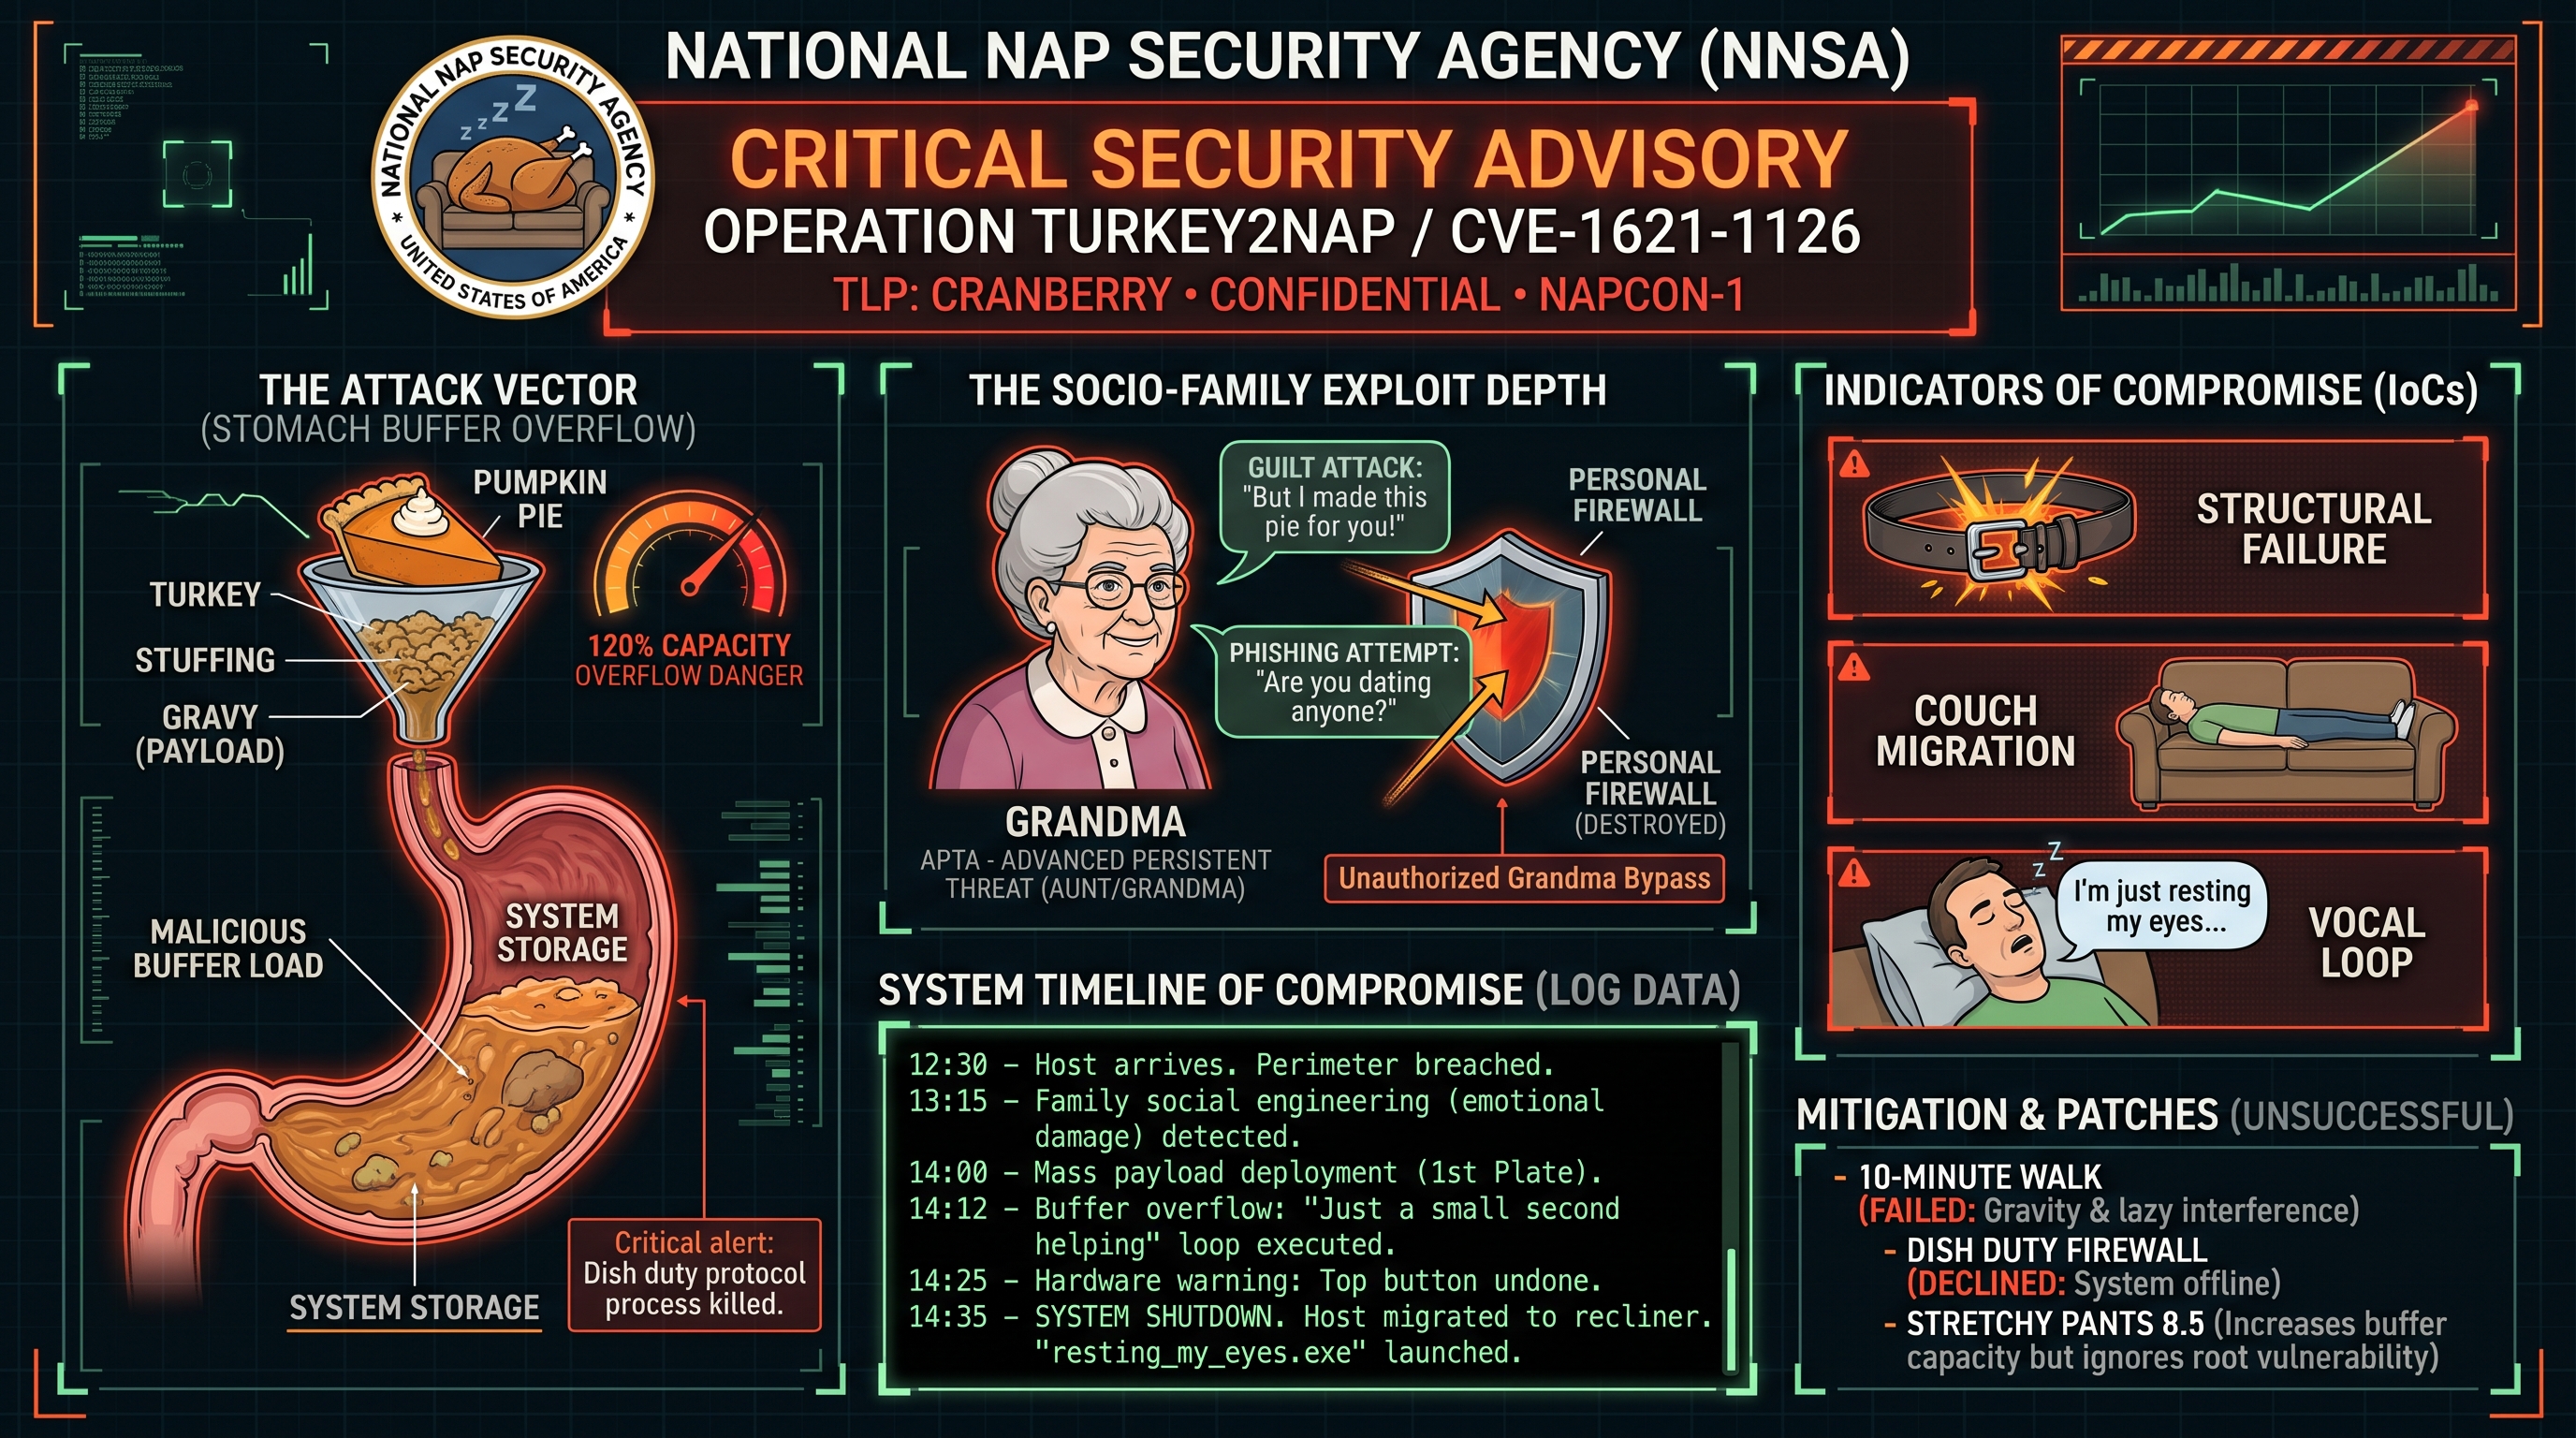 NATIONAL NAP SECURITY AGENCY (NNSA)
NATIONAL NAP SECURITY AGENCY
* UNITED STATES OF AMERICA *
z z z Z
CRITICAL SECURITY ADVISORY
OPERATION TURKEY2NAP / CVE-1621-1126
TLP: CRANBERRY • CONFIDENTIAL • NAPCON-1
THE ATTACK VECTOR
(STOMACH BUFFER OVERFLOW)
PUMPKIN
PIE
TURKEY
STUFFING
GRAVY
(PAYLOAD)
120% CAPACITY
OVERFLOW DANGER
SYSTEM
STORAGE
MALICIOUS
BUFFER LOAD
SYSTEM STORAGE
Critical alert:
Dish duty protocol
process killed.
THE SOCIO-FAMILY EXPLOIT DEPTH
GUILT ATTACK:
"But I made this
pie for you!"
PERSONAL
FIREWALL
PHISHING ATTEMPT:
"Are you dating
anyone?"
PERSONAL
FIREWALL
(DESTROYED)
GRANDMA
APTA - ADVANCED PERSISTENT
THREAT (AUNT/GRANDMA)
Unauthorized Grandma Bypass
SYSTEM TIMELINE OF COMPROMISE (LOG DATA)
12:30 – Host arrives. Perimeter breached.
13:15 – Family social engineering (emotional
damage) detected.
14:00 – Mass payload deployment (1st Plate).
14:12 – Buffer overflow: "Just a small second
helping" loop executed.
14:25 – Hardware warning: Top button undone.
14:35 – SYSTEM SHUTDOWN. Host migrated to recliner.
"resting_my_eyes.exe" launched.
INDICATORS OF COMPROMISE (IoCs)
STRUCTURAL
FAILURE
COUCH
MIGRATION
z Z
I'm just resting
my eyes...
VOCAL
LOOP
MITIGATION & PATCHES (UNSUCCESSFUL)
- 10-MINUTE WALK
(FAILED: Gravity & lazy interference)
- DISH DUTY FIREWALL
(DECLINED: System offline)
- STRETCHY PANTS 8.5 (Increases buffer
capacity but ignores root vulnerability)